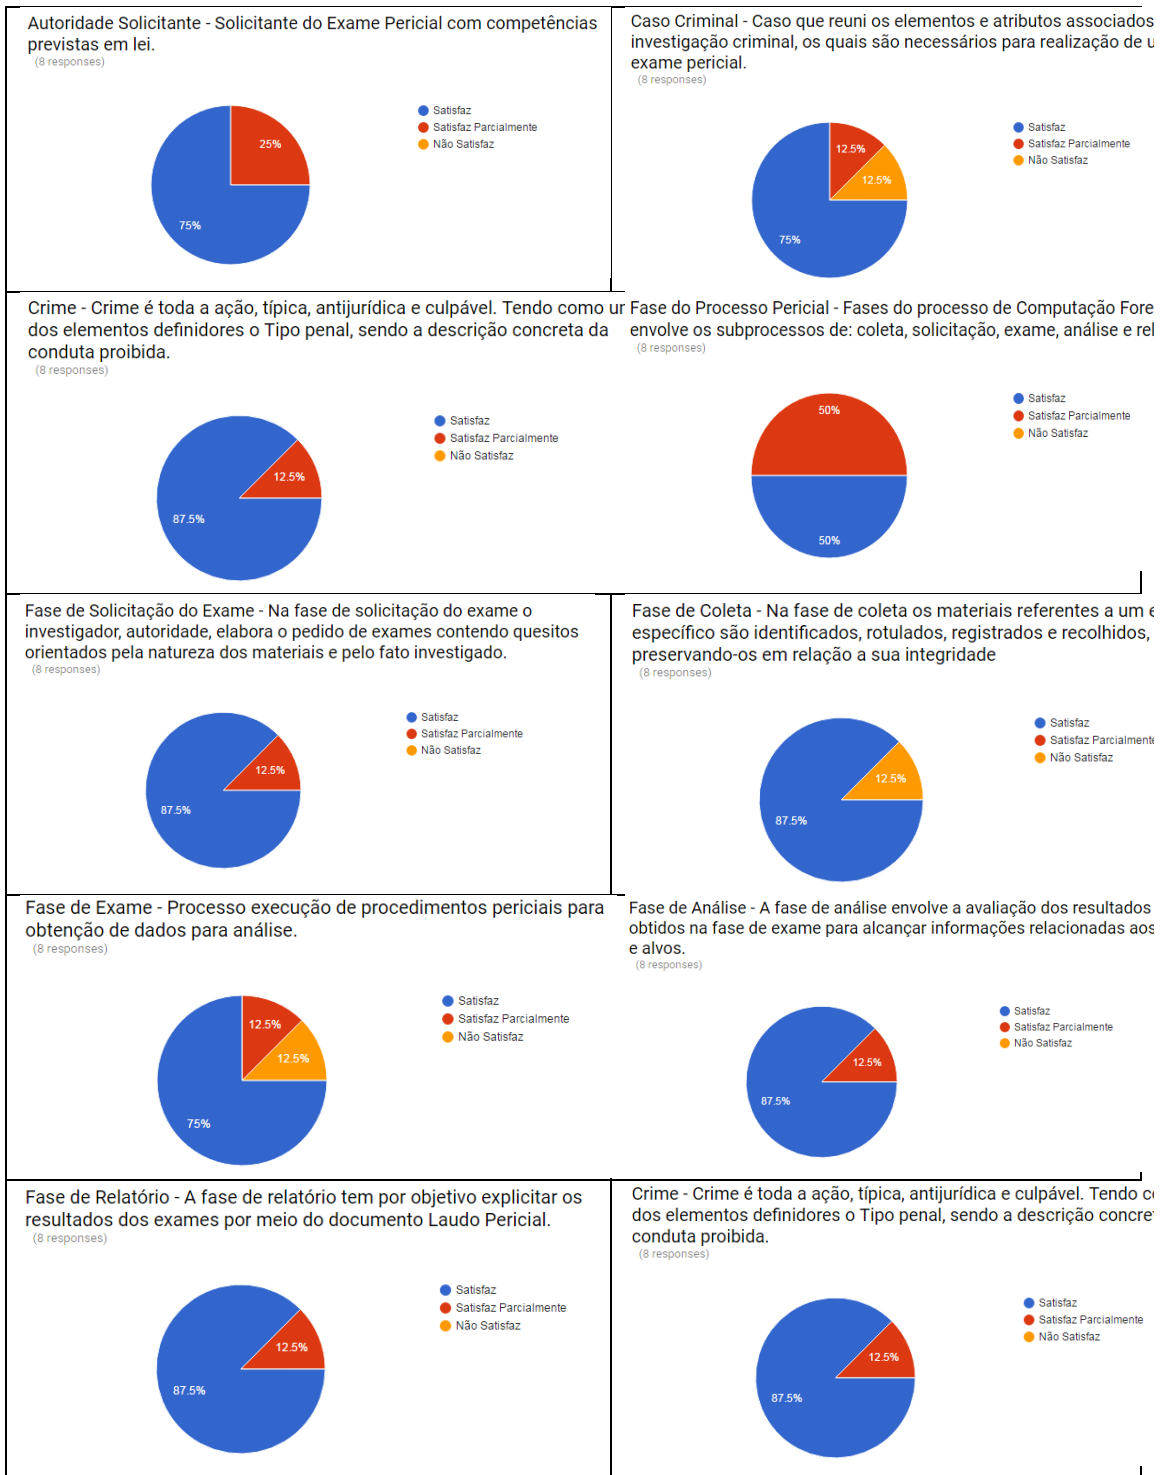 Autoridade Solicitante - Solicitante do Exame Pericial com competências
previstas em lei.
(8 responses)
Satisfaz
Satisfaz Parcialmente
Não Satisfaz
25%
75%
Caso Criminal - Caso que reuni os elementos e atributos associados
investigação criminal, os quais são necessários para realização de u
exame pericial.
(8 responses)
Satisfaz
Satisfaz Parcialmente
Não Satisfaz
12.5%
12.5%
75%
Crime - Crime é toda a ação, típica, antijurídica e culpável. Tendo como ur
dos elementos definidores o Tipo penal, sendo a descrição concreta da
conduta proibida.
(8 responses)
Satisfaz
Satisfaz Parcialmente
Não Satisfaz
12.5%
87.5%
Fase do Processo Pericial - Fases do processo de Computação Fore
envolve os subprocessos de: coleta, solicitação, exame, análise e rel
(8 responses)
Satisfaz
Satisfaz Parcialmente
Não Satisfaz
50%
50%
Fase de Solicitação do Exame - Na fase de solicitação do exame o
investigador, autoridade, elabora o pedido de exames contendo quesitos
orientados pela natureza dos materiais e pelo fato investigado.
(8 responses)
Satisfaz
Satisfaz Parcialmente
Não Satisfaz
12.5%
87.5%
Fase de Coleta - Na fase de coleta os materiais referentes a um e
específico são identificados, rotulados, registrados e recolhidos,
preservando-os em relação a sua integridade
(8 responses)
Satisfaz
Satisfaz Parcialmente
Não Satisfaz
12.5%
87.5%
Fase de Exame - Processo execução de procedimentos periciais para
obtenção de dados para análise.
(8 responses)
Satisfaz
Satisfaz Parcialmente
Não Satisfaz
12.5%
12.5%
75%
Fase de Análise - A fase de análise envolve a avaliação dos resultados
obtidos na fase de exame para alcançar informações relacionadas aos
e alvos.
(8 responses)
Satisfaz
Satisfaz Parcialmente
Não Satisfaz
12.5%
87.5%
Fase de Relatório - A fase de relatório tem por objetivo explicitar os
resultados dos exames por meio do documento Laudo Pericial.
(8 responses)
Satisfaz
Satisfaz Parcialmente
Não Satisfaz
12.5%
87.5%
Crime - Crime é toda a ação, típica, antijurídica e culpável. Tendo co
dos elementos definidores o Tipo penal, sendo a descrição concret
conduta proibida.
(8 responses)
Satisfaz
Satisfaz Parcialmente
Não Satisfaz
12.5%
87.5%